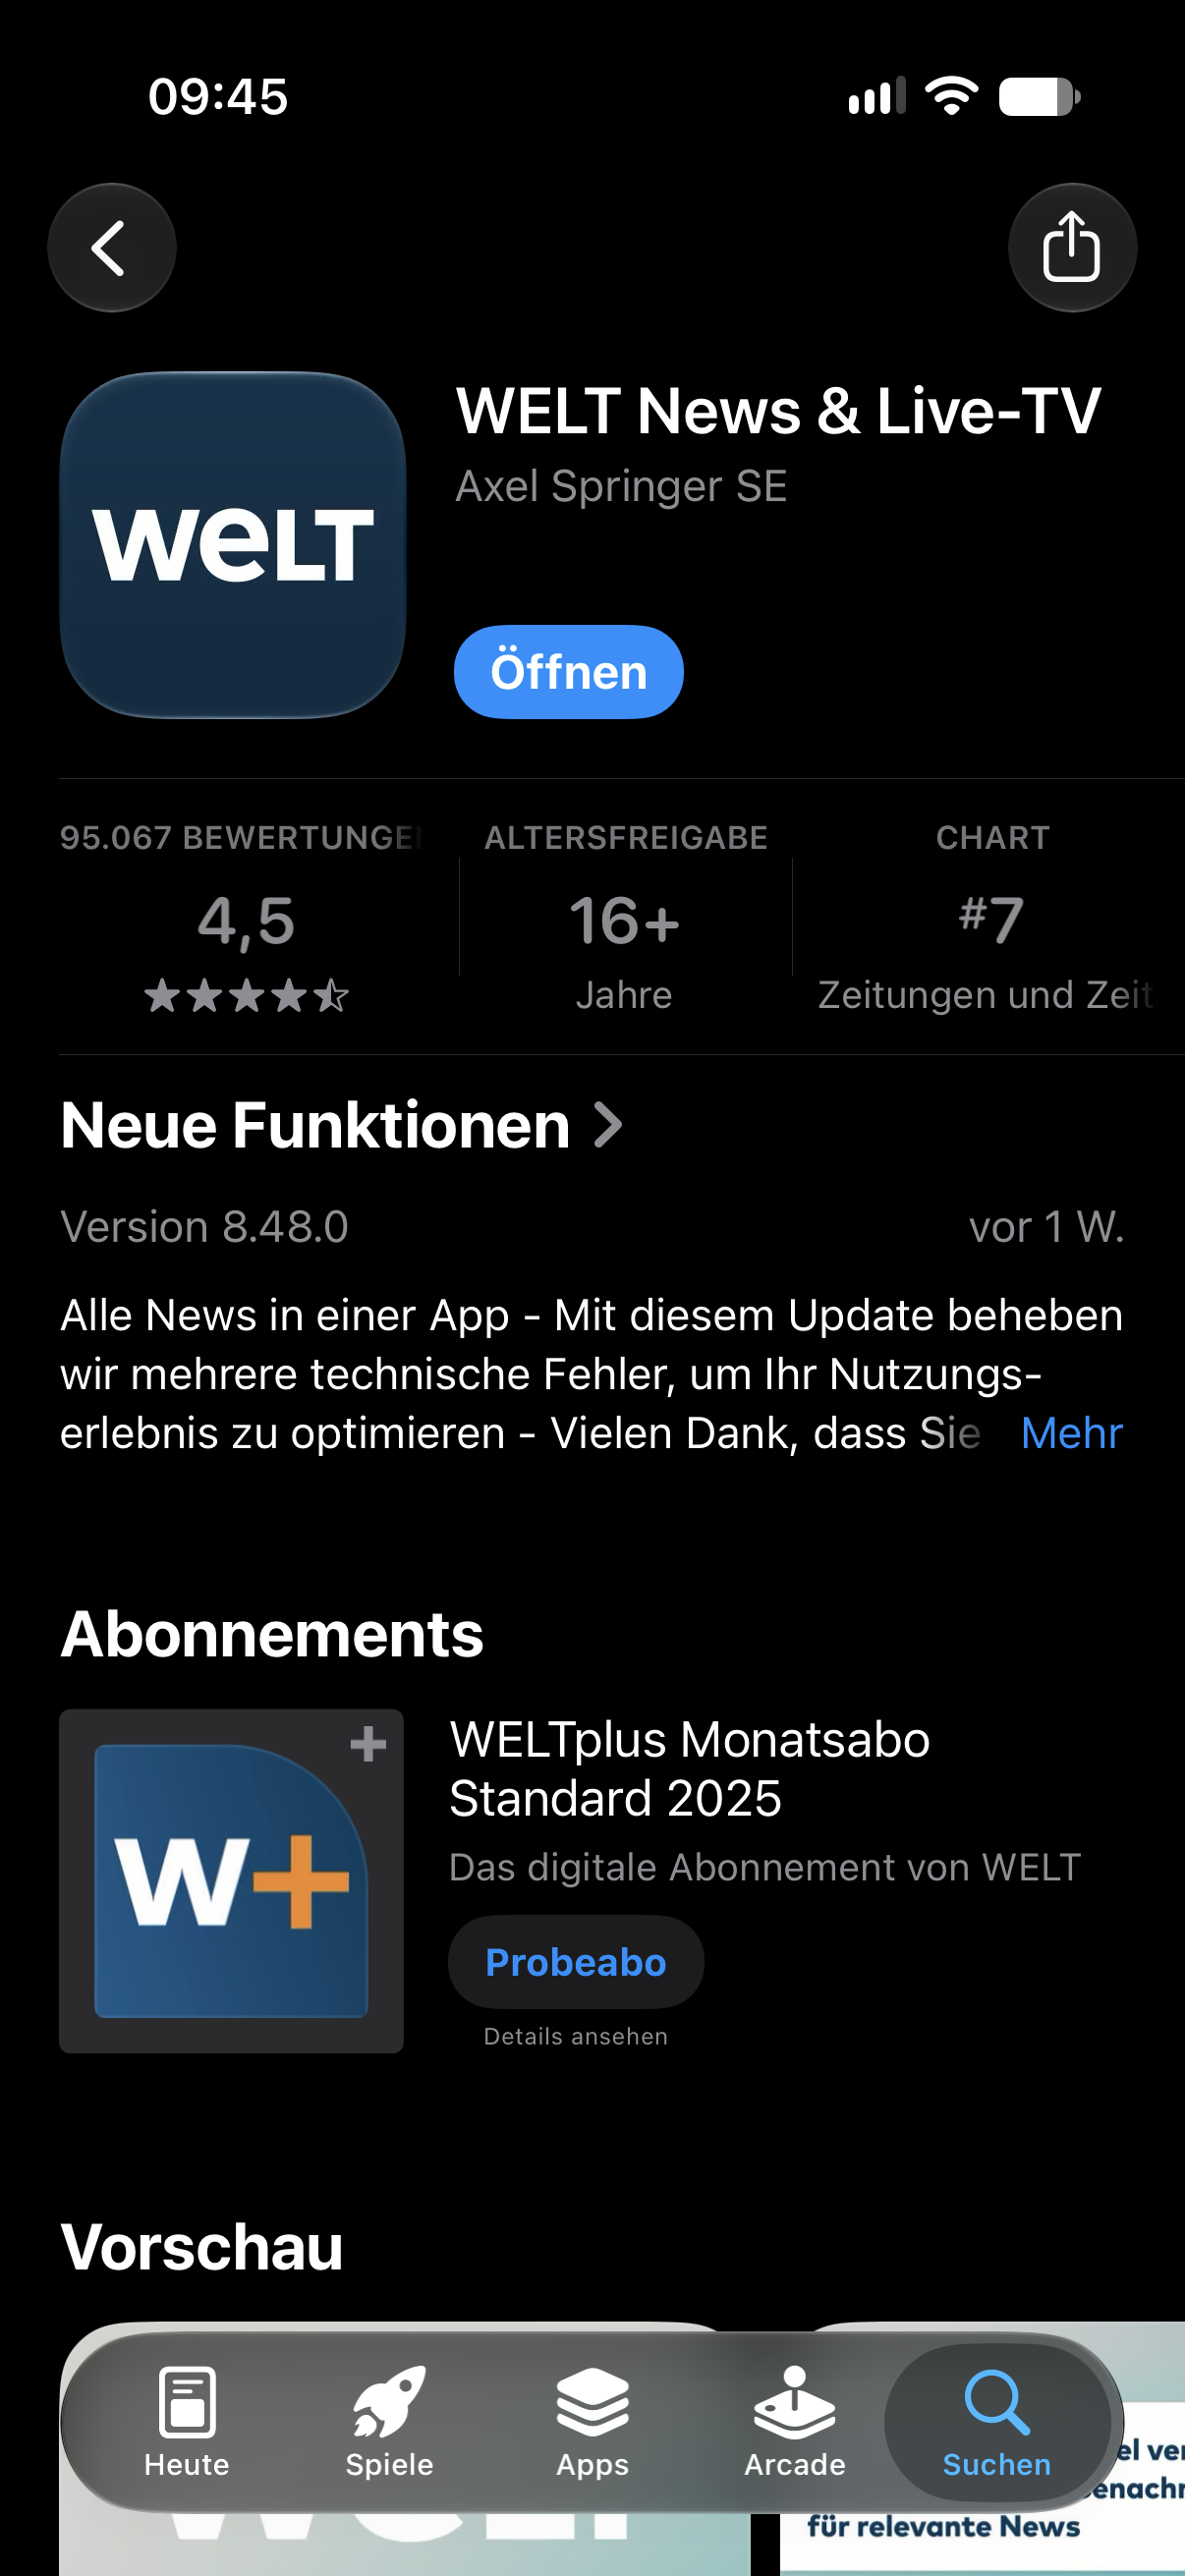 09:45
WELT
WELT News & Live-TV
Axel Springer SE
Öffnen
95.067 BEWERTUNGEN
4,5
ALTERSFREIGABE
16+
Jahre
CHART
#7
Zeitungen und Zeit
Neue Funktionen
Version 8.48.0
vor 1 W.
Alle News in einer App - Mit diesem Update beheben
wir mehrere technische Fehler, um Ihr Nutzungs-
erlebnis zu optimieren - Vielen Dank, dass Sie Mehr
Abonnements
W+
WELTplus Monatsabo
Standard 2025
Das digitale Abonnement von WELT
Probeabo
Details ansehen
Vorschau
Heute
Spiele
Apps
Arcade
Suchen
für relevante News